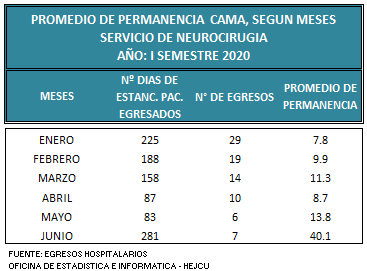 PROMEDIO DE PERMANENCIA CAMA, SEGUN MESES
SERVICIO DE NEUROCIRUGIA
AÑO: I SEMESTRE 2020
MESES Nº DIAS DE ESTANC. PAC. EGRESADOS N° DE EGRESOS PROMEDIO DE PERMANENCIA
ENERO 225 29 7.8
FEBRERO 188 19 9.9
MARZO 158 14 11.3
ABRIL 87 10 8.7
MAYO 83 6 13.8
JUNIO 281 7 40.1
FUENTE: EGRESOS HOSPITALARIOS
OFICINA DE ESTADISTICA E INFORMATICA - HEJCU